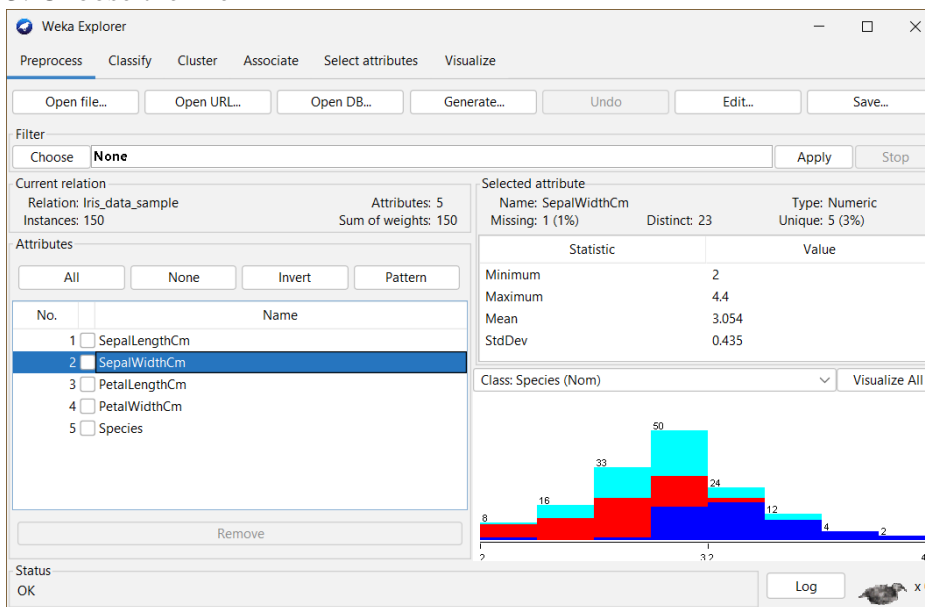 Weka Explorer
Preprocess Classify Cluster Associate Select attributes Visualize
Open file... Open URL... Open DB... Generate... Undo Edit... Save...
Filter
Choose None Apply Stop
Current relation
Relation: Iris_data_sample Attributes: 5
Instances: 150 Sum of weights: 150
Attributes
All None Invert Pattern
No. Name
1 SepalLengthCm
2 SepalWidthCm
3 PetalLengthCm
4 PetalWidthCm
5 Species
Remove
Selected attribute
Name: SepalWidthCm Type: Numeric
Missing: 1 (1%) Distinct: 23 Unique: 5 (3%)
Statistic Value
Minimum 2
Maximum 4.4
Mean 3.054
StdDev 0.435
Class: Species (Nom) Visualize All
8 16 33 50 24 12 4 2
2 3.2 4
Status
OK
Log x